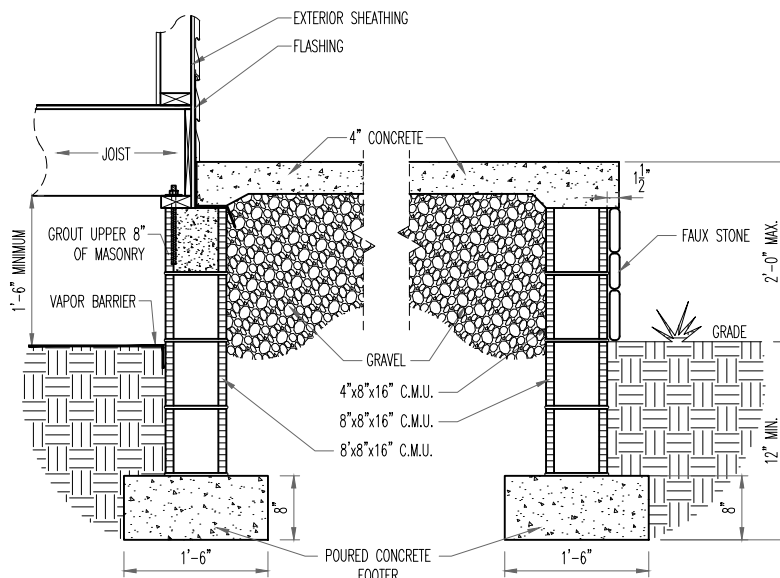 EXTERIOR SHEATHING
FLASHING
4" CONCRETE
JOIST
1 1/2"
GROUT UPPER 8"
OF MASONRY
FAUX STONE
2'-0" MAX.
1'-6" MINIMUM
VAPOR BARRIER
GRADE
GRAVEL
4"x8"x16" C.M.U.
8"x8"x16" C.M.U.
8'x8"x16" C.M.U.
12" MIN.
8"
8"
1'-6"
POURED CONCRETE
FOOTER
1'-6"